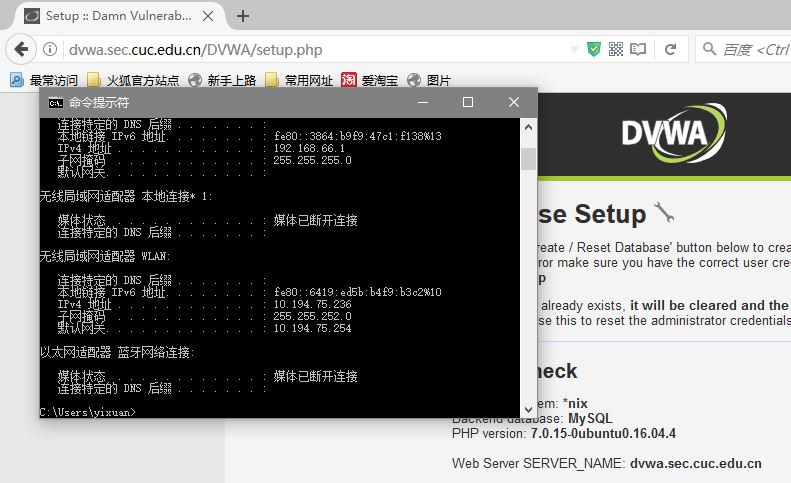 Setup :: Damn Vulnerab...
dvwa.sec.cuc.edu.cn/DVWA/setup.php
百度 <Ctrl
最常访问 火狐官方站点 新手上路 常用网址 爱淘宝 图片
命令提示符
连接特定的 DNS 后缀 . . . . . . . :
本地链接 IPv6 地址. . . . . . . . : fe80::3864:b9f9:47c1:f138%13
IPv4 地址 . . . . . . . . . . . . : 192.168.66.1
子网掩码 . . . . . . . . . . . . : 255.255.255.0
默认网关. . . . . . . . . . . . . :
无线局域网适配器 本地连接* 1:
媒体状态 . . . . . . . . . . . . : 媒体已断开连接
连接特定的 DNS 后缀 . . . . . . . :
无线局域网适配器 WLAN:
连接特定的 DNS 后缀 . . . . . . . :
本地链接 IPv6 地址. . . . . . . . : fe80::6419:ed5b:b4f9:b3c2%10
IPv4 地址 . . . . . . . . . . . . : 10.194.75.236
子网掩码 . . . . . . . . . . . . : 255.255.252.0
默认网关. . . . . . . . . . . . . : 10.194.75.254
以太网适配器 蓝牙网络连接:
媒体状态 . . . . . . . . . . . . : 媒体已断开连接
连接特定的 DNS 后缀 . . . . . . . :
C:\Users\yixuan>
DVWA
se Setup
reate / Reset Database' button below to crea
ror make sure you have the correct user cre
p
already exists, it will be cleared and the
se this to reset the administrator credentials
heck
em: *nix
Backend database: MySQL
PHP version: 7.0.15-0ubuntu0.16.04.4
Web Server SERVER_NAME: dvwa.sec.cuc.edu.cn